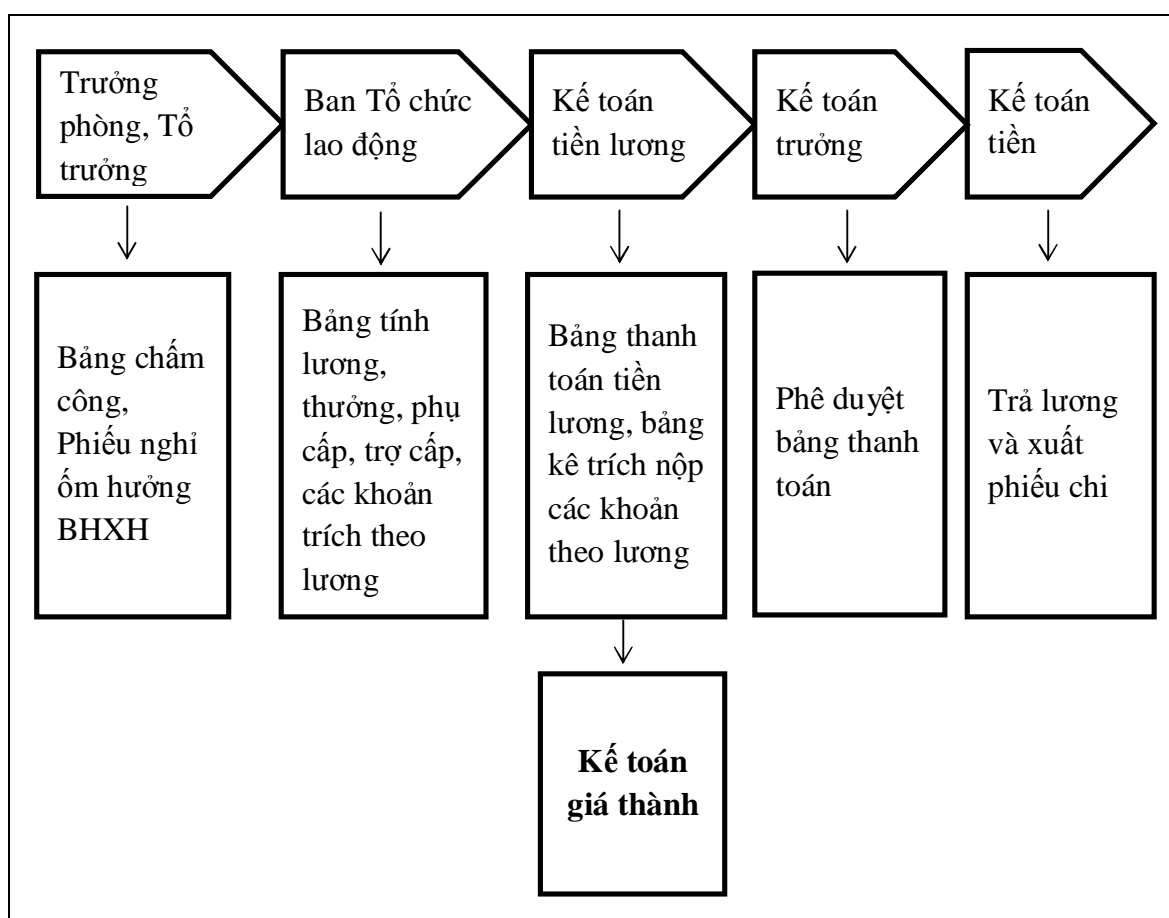 Trưởng
phòng, Tổ
trưởng
Ban Tổ chức
lao động
Kế toán
tiền lương
Kế toán
trưởng
Kế toán
tiền
Bảng chấm
công,
Phiếu nghỉ
ốm hưởng
BHXH
Bảng tính
lương,
thưởng, phụ
cấp, trợ cấp,
các khoản
trích theo
lương
Bảng thanh
toán tiền
lương, bảng
kê trích nộp
các khoản
theo lương
Phê duyệt
bảng thanh
toán
Trả lương
và xuất
phiếu chi
Kế toán
giá thành